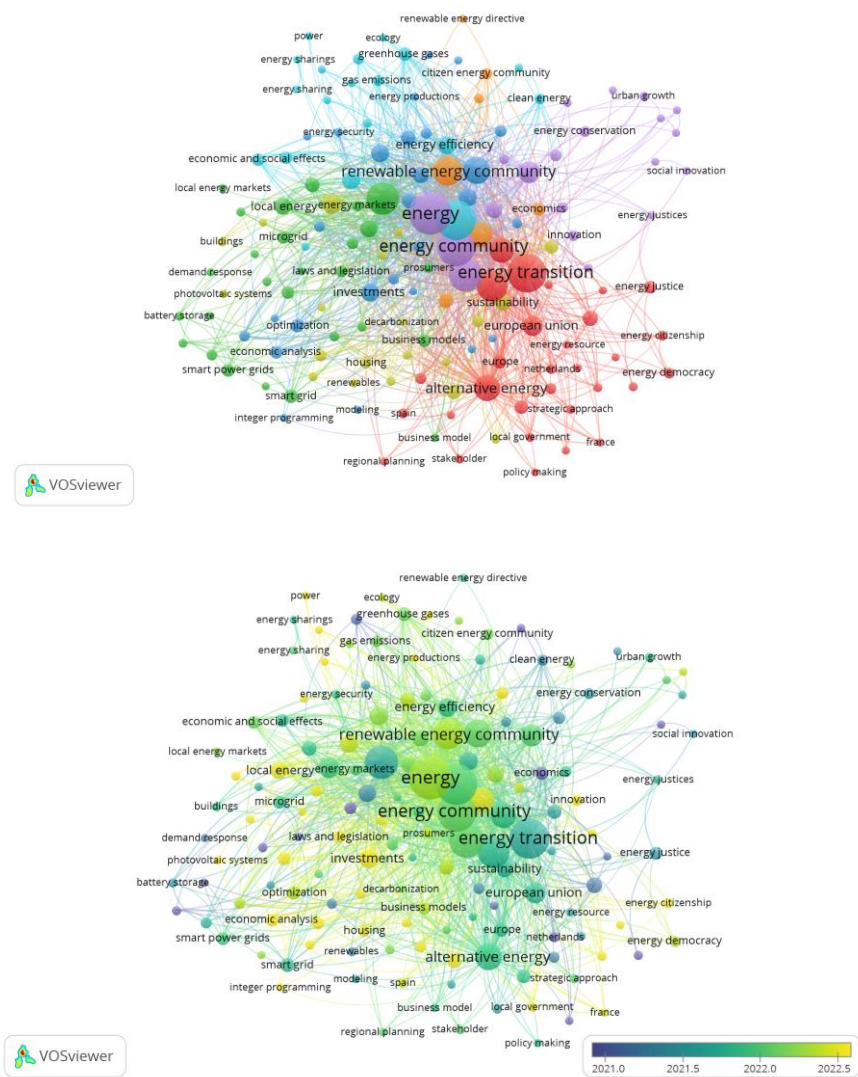 renewable energy directive
power
ecology
greenhouse gases
energy sharings
citizen energy community
gas emissions
energy sharing
energy productions
clean energy
urban growth
energy security
energy conservation
energy efficiency
economic and social effects
renewable energy community
social innovation
local energy markets
local energy
energy markets
energy
economics
energy justices
buildings
microgrid
energy community
innovation
prosumers
demand response
laws and legislation
energy transition
photovoltaic systems
investments
energy justice
sustainability
battery storage
optimization
decarbonization
european union
business models
energy citizenship
economic analysis
energy resource
smart power grids
housing
europe
netherlands
energy democracy
renewables
alternative energy
smart grid
integer programming
modeling
spain
strategic approach
business model
local government
france
regional planning
stakeholder
policy making
VOSviewer
renewable energy directive
power
ecology
greenhouse gases
energy sharings
citizen energy community
gas emissions
energy sharing
energy productions
clean energy
urban growth
energy security
energy conservation
energy efficiency
economic and social effects
renewable energy community
social innovation
local energy markets
local energy
energy markets
energy
economics
energy justices
buildings
microgrid
energy community
innovation
prosumers
demand response
laws and legislation
energy transition
photovoltaic systems
investments
energy justice
sustainability
battery storage
optimization
decarbonization
european union
business models
energy citizenship
economic analysis
energy resource
smart power grids
housing
europe
netherlands
energy democracy
renewables
alternative energy
smart grid
integer programming
modeling
spain
strategic approach
business model
local government
france
regional planning
stakeholder
policy making
VOSviewer
2021.0 2021.5 2022.0 2022.5